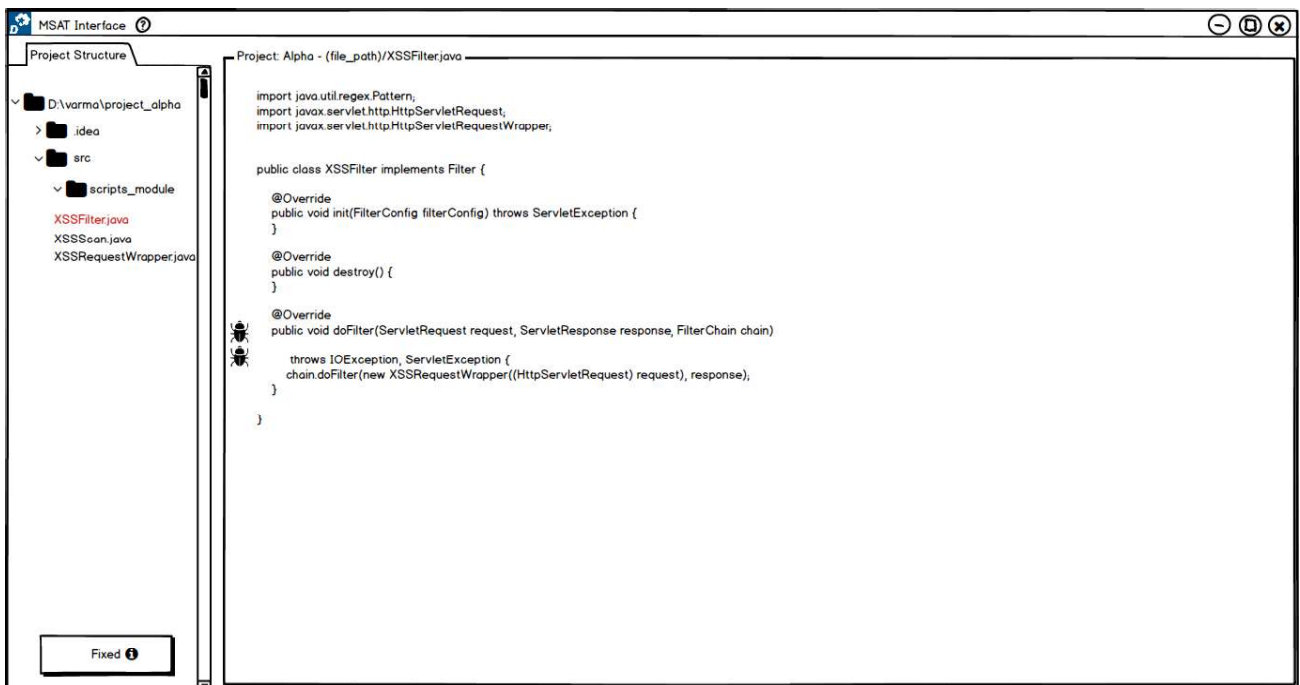 MSAT Interface
Project Structure
D:\varma\project_alpha
.idea
src
scripts_module
XSSFilter.java
XSSScan.java
XSSRequestWrapper.java
Fixed
Project: Alpha - (file_path)/XSSFilter.java
import java.util.regex.Pattern;
import javax.servlet.http.HttpServletRequest;
import javax.servlet.http.HttpServletRequestWrapper;
public class XSSFilter implements Filter {
@Override
public void init(FilterConfig filterConfig) throws ServletException {
}
@Override
public void destroy() {
}
@Override
public void doFilter(ServletRequest request, ServletResponse response, FilterChain chain)
throws IOException, ServletException {
chain.doFilter(new XSSRequestWrapper((HttpServletRequest) request), response);
}
}